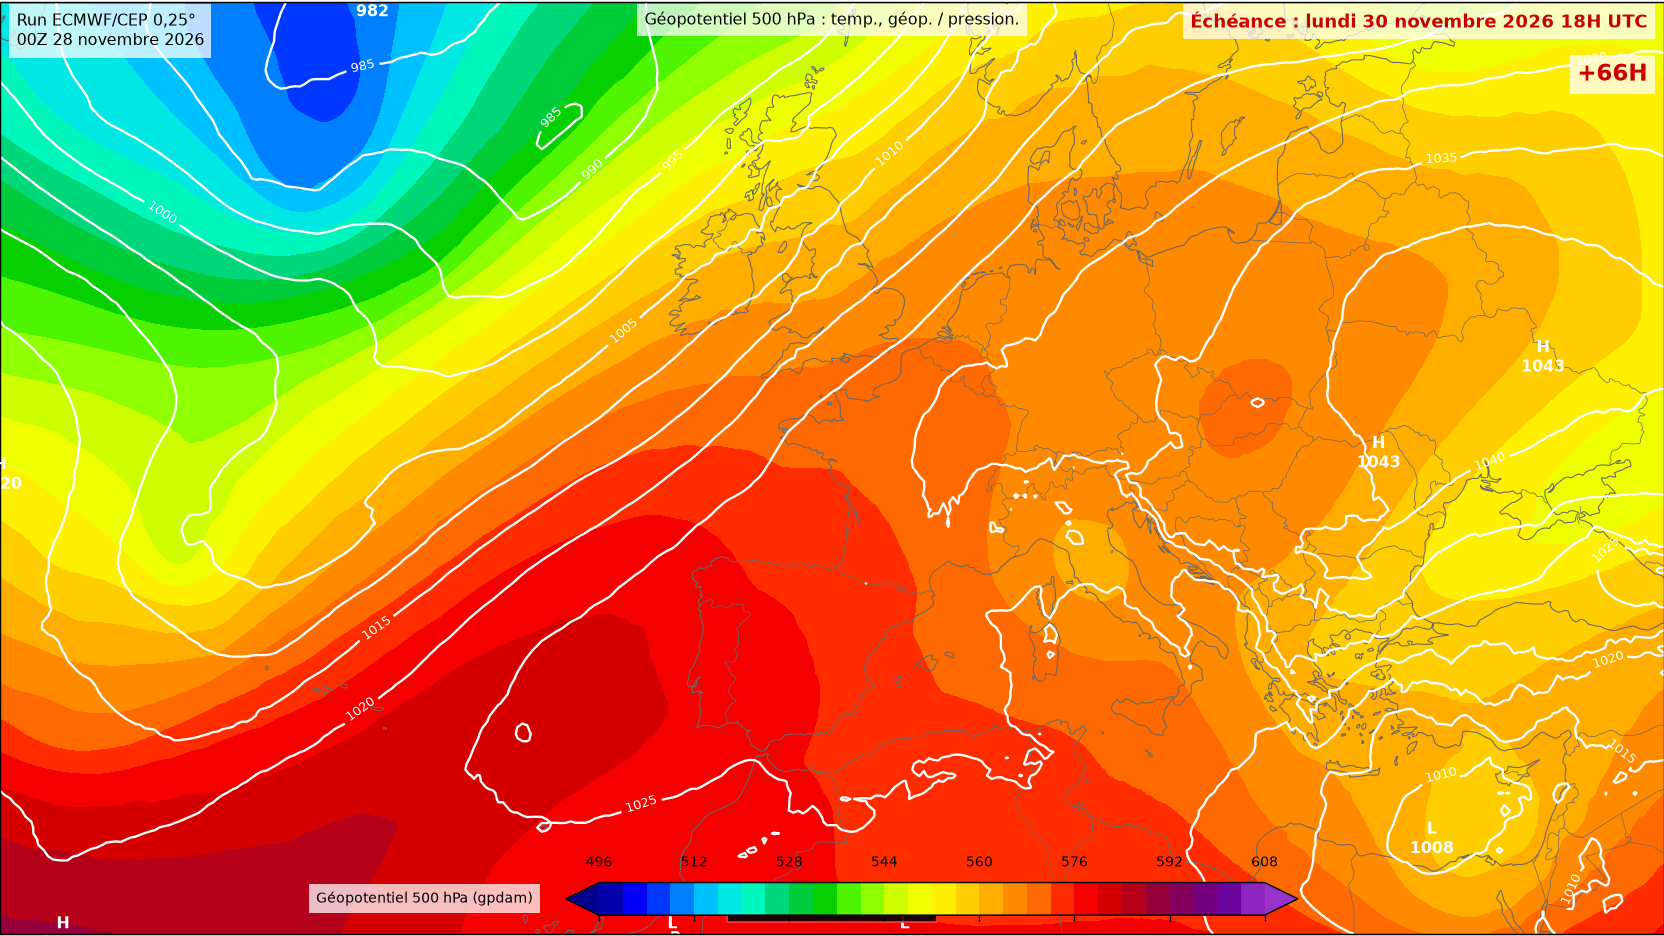 Run ECMWF/CEP 0,25°
00Z 28 novembre 2026
Géopotentiel 500 hPa : temp., géop. / pression.
Échéance : lundi 30 novembre 2026 18H UTC
+66H
982
985
985
990
995
1000
1005
1010
1035
H
1043
H
1043
1040
H
20
1025
1015
1020
1020
1015
1025
1010
L
1008
1010
496 512 528 544 560 576 592 608
Géopotentiel 500 hPa (gpdam)
H
L
L